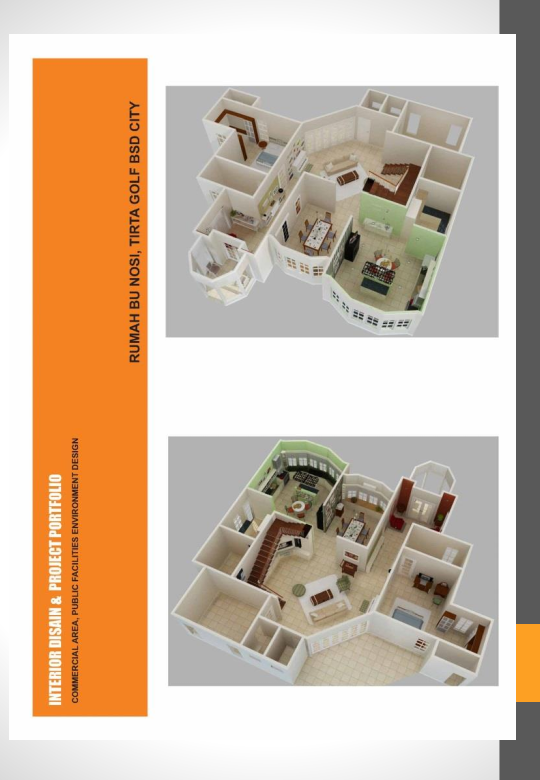 INTERIOR DISAIN & PROJECT PORTFOLIO
COMMERCIAL AREA, PUBLIC FACILITIES ENVIRONMENT DESIGN
RUMAH BU NOSI, TIRTA GOLF BSD CITY